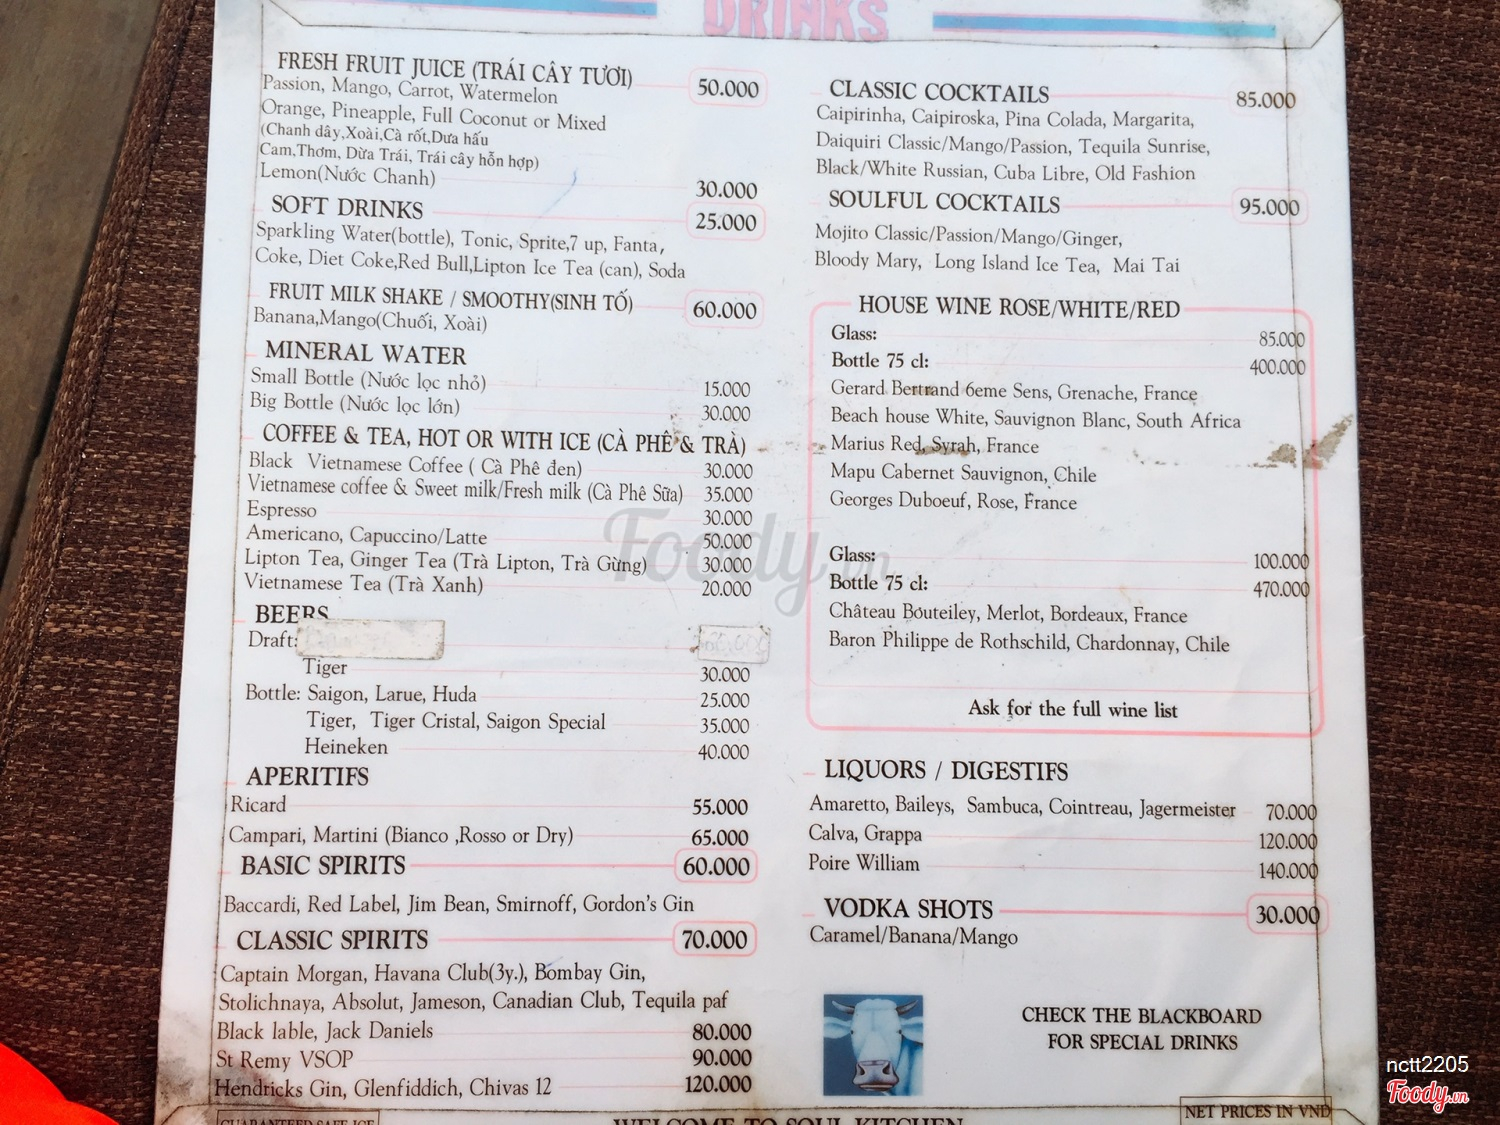 DRINKS
FRESH FRUIT JUICE (TRÁI CÂY TƯƠI) 50.000
Passion, Mango, Carrot, Watermelon
Orange, Pineapple, Full Coconut or Mixed
(Chanh dây,Xoài,Cà rốt,Dưa hấu
Cam,Thơm, Dừa Trái, Trái cây hỗn hợp)
Lemon(Nước Chanh) 30.000
SOFT DRINKS 25.000
Sparkling Water(bottle), Tonic, Sprite,7 up, Fanta,
Coke, Diet Coke,Red Bull,Lipton Ice Tea (can), Soda
FRUIT MILK SHAKE / SMOOTHY(SINH TỐ) 60.000
Banana,Mango(Chuối, Xoài)
MINERAL WATER
Small Bottle (Nước lọc nhỏ) 15.000
Big Bottle (Nước lọc lớn) 30.000
COFFEE & TEA, HOT OR WITH ICE (CÀ PHÊ & TRÀ)
Black Vietnamese Coffee ( Cà Phê đen) 30.000
Vietnamese coffee & Sweet milk/Fresh milk (Cà Phê Sữa) 35.000
Espresso 30.000
Americano, Capuccino/Latte 50.000
Lipton Tea, Ginger Tea (Trà Lipton, Trà Gừng) 30.000
Vietnamese Tea (Trà Xanh) 20.000
BEERS
Draft:
Tiger 30.000
Bottle: Saigon, Larue, Huda 25.000
Tiger, Tiger Cristal, Saigon Special 35.000
Heineken 40.000
APERITIFS
Ricard 55.000
Campari, Martini (Bianco ,Rosso or Dry) 65.000
BASIC SPIRITS 60.000
Baccardi, Red Label, Jim Bean, Smirnoff, Gordon's Gin
CLASSIC SPIRITS 70.000
Captain Morgan, Havana Club(3y.), Bombay Gin,
Stolichnaya, Absolut, Jameson, Canadian Club, Tequila paf
Black lable, Jack Daniels 80.000
St Remy VSOP 90.000
Hendricks Gin, Glenfiddich, Chivas 12 120.000
CLASSIC COCKTAILS 85.000
Caipirinha, Caipiroska, Pina Colada, Margarita,
Daiquiri Classic/Mango/Passion, Tequila Sunrise,
Black/White Russian, Cuba Libre, Old Fashion
SOULFUL COCKTAILS 95.000
Mojito Classic/Passion/Mango/Ginger,
Bloody Mary, Long Island Ice Tea, Mai Tai
HOUSE WINE ROSE/WHITE/RED
Glass: 85.000
Bottle 75 cl: 400.000
Gerard Bertrand 6eme Sens, Grenache, France
Beach house White, Sauvignon Blanc, South Africa
Marius Red, Syrah, France
Mapu Cabernet Sauvignon, Chile
Georges Duboeuf, Rose, France
Glass: 100.000
Bottle 75 cl: 470.000
Château Bouteiley, Merlot, Bordeaux, France
Baron Philippe de Rothschild, Chardonnay, Chile
Ask for the full wine list
LIQUORS / DIGESTIFS
Amaretto, Baileys, Sambuca, Cointreau, Jagermeister 70.000
Calva, Grappa 120.000
Poire William 140.000
VODKA SHOTS 30.000
Caramel/Banana/Mango
CHECK THE BLACKBOARD
FOR SPECIAL DRINKS
GUARANTEED SAFE ICE
WELCOME TO SOUL KITCHEN
NET PRICES IN VND
Foody.vn
nctt2205
Foody.vn